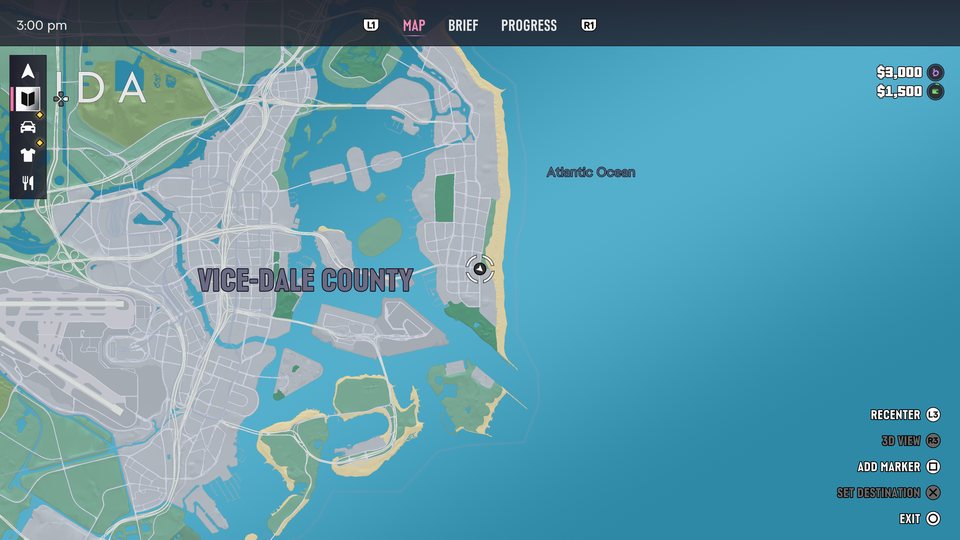 3:00 pm
L1 MAP BRIEF PROGRESS R1
IDA
$3,000
$1,500
Atlantic Ocean
VICE-DALE COUNTY
RECENTER L3
3D VIEW R3
ADD MARKER
SET DESTINATION
EXIT